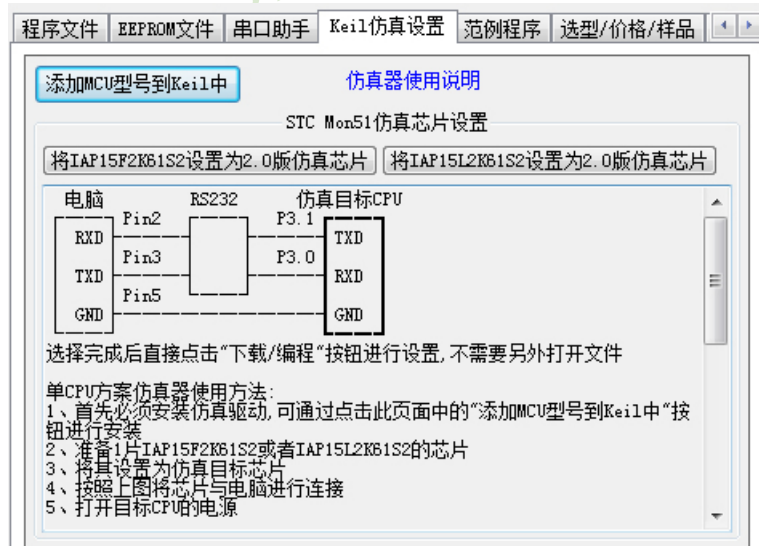 程序文件 EEPROM文件 串口助手 Keil仿真设置 范例程序 选型/价格/样品
添加MCU型号到Keil中 仿真器使用说明
STC Mon51仿真芯片设置
将IAP15F2K61S2设置为2.0版仿真芯片 将IAP15L2K61S2设置为2.0版仿真芯片
电脑 RS232 仿真目标CPU
Pin2 P3.1
RXD TXD
Pin3 P3.0
TXD RXD
Pin5
GND GND
选择完成后直接点击"下载/编程"按钮进行设置,不需要另外打开文件
单CPU方案仿真器使用方法:
1、首先必须安装仿真驱动,可通过点击此页面中的"添加MCU型号到Keil中"按
钮进行安装
2、准备1片IAP15F2K61S2或者IAP15L2K61S2的芯片
3、将其设置为仿真目标芯片
4、按照上图将芯片与电脑进行连接
5、打开目标CPU的电源